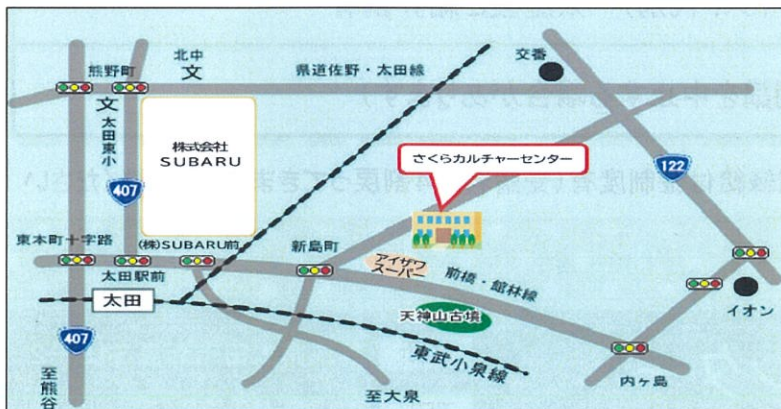 北中
文
熊野町
県道佐野・太田線
交番
文
太田東小
株式会社
SUBARU
さくらカルチャーセンター
122
407
東本町十字路
(株)SUBARU前
新島町
太田駅前
アイザワ
スーパー
前橋・館林線
太田
天神山古墳
イオン
407
東武小泉線
内ヶ島
至熊谷
至大泉